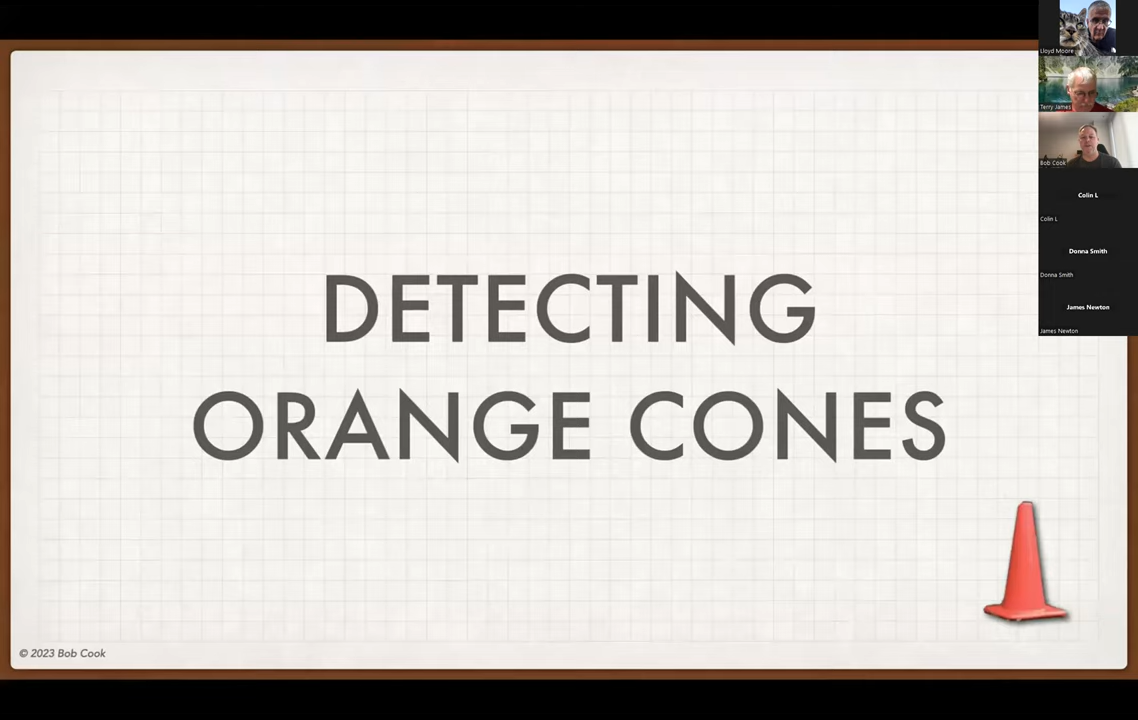 DETECTING
ORANGE CONES
© 2023 Bob Cook
Lloyd Moore
Terry James
Bob Cook
Colin L
Colin L
Donna Smith
Donna Smith
James Newton
James Newton